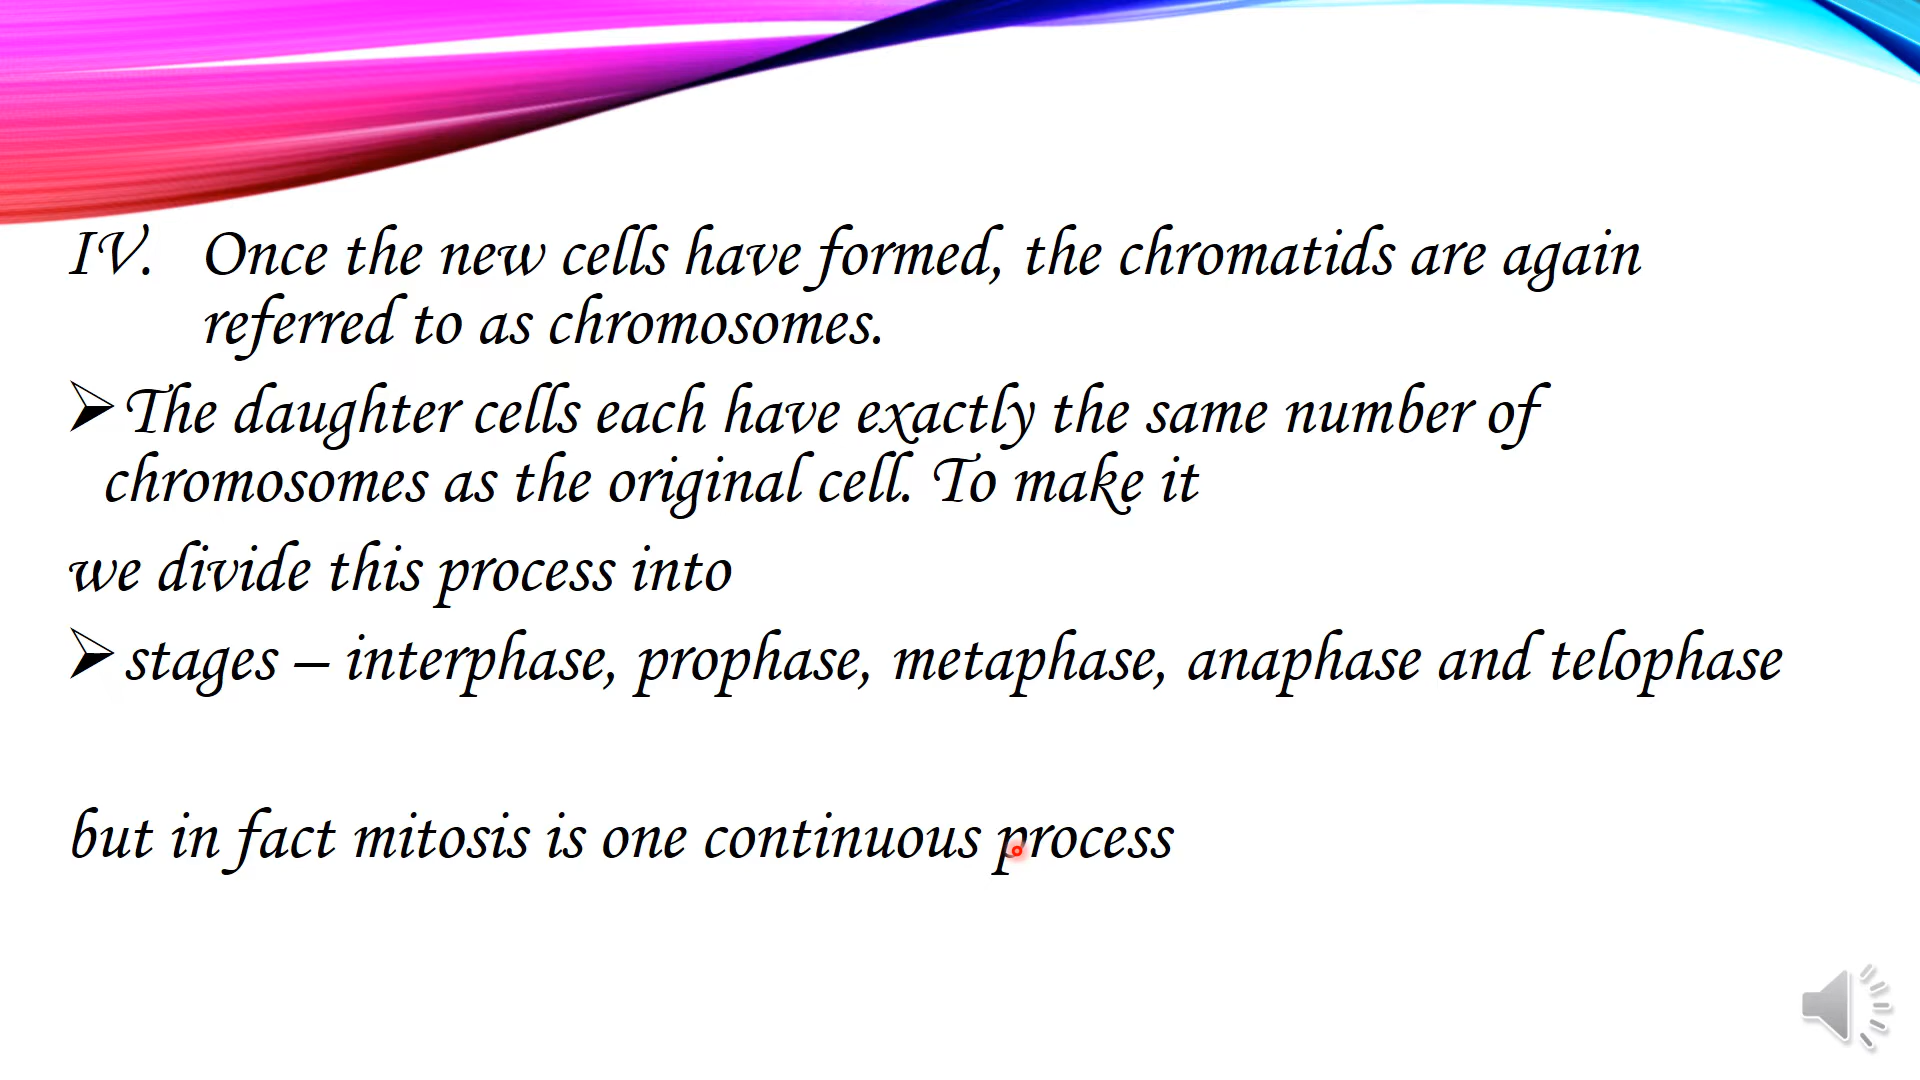 IV. Once the new cells have formed, the chromatids are again
referred to as chromosomes.
The daughter cells each have exactly the same number of
chromosomes as the original cell. To make it
we divide this process into
stages – interphase, prophase, metaphase, anaphase and telophase
but in fact mitosis is one continuous process